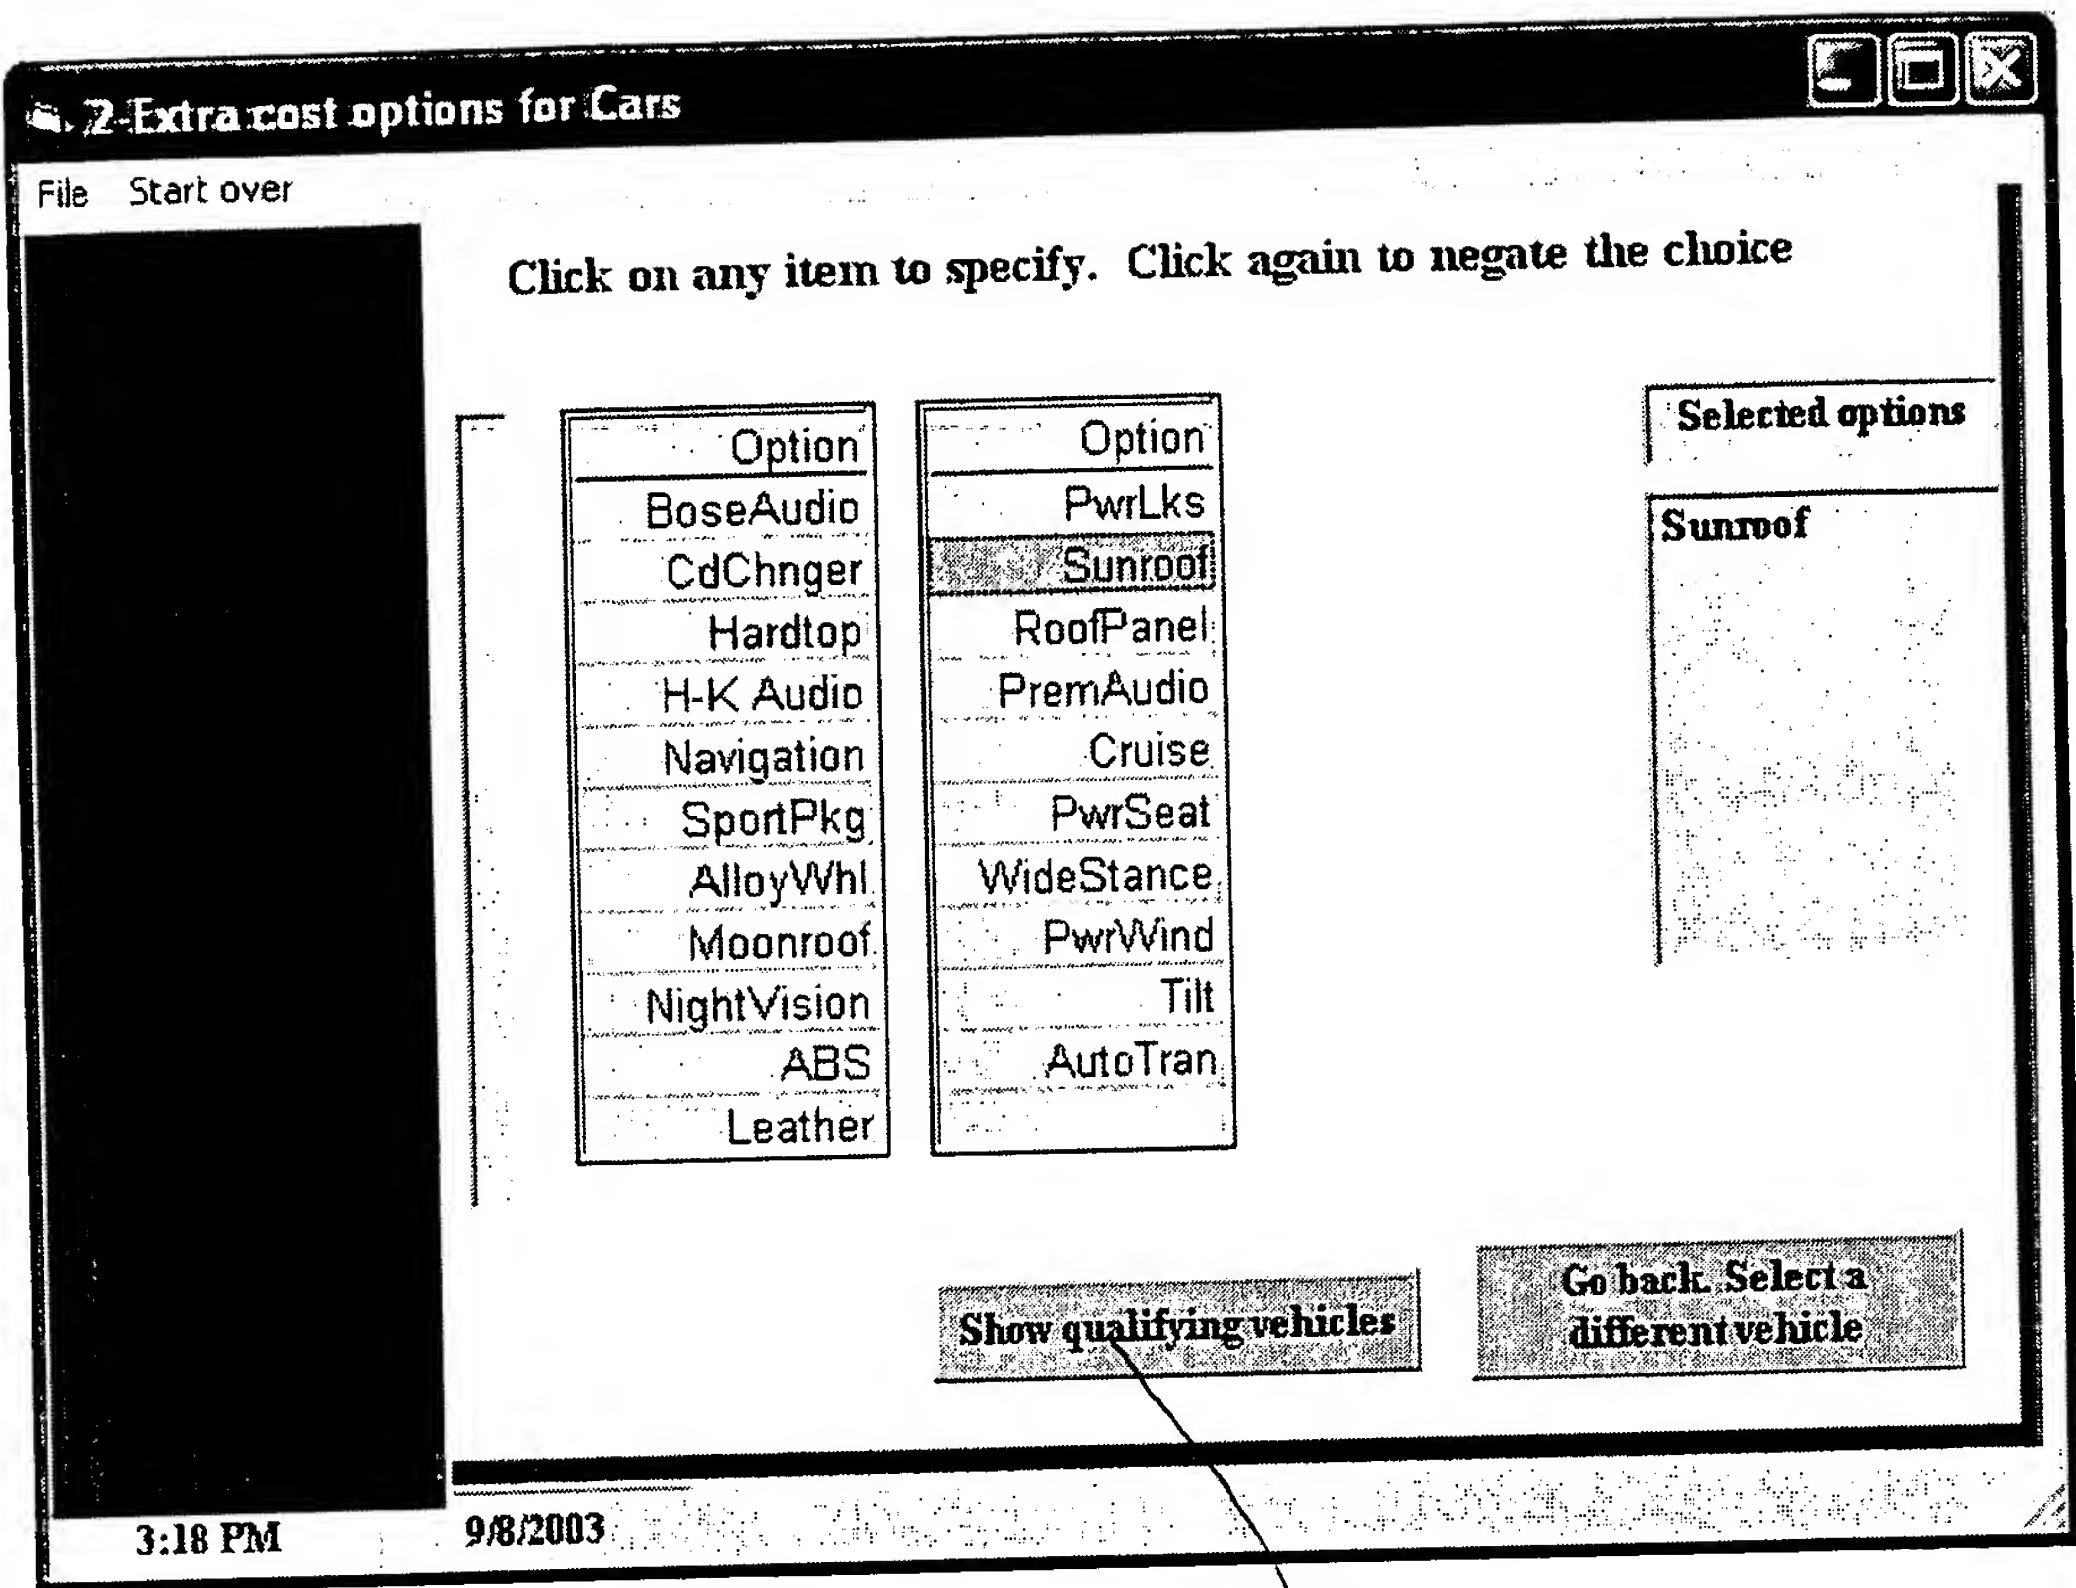 2-Extra cost options for Cars
File Start over
Click on any item to specify. Click again to negate the choice
Option
BoseAudio
CdChnger
Hardtop
H-K Audio
Navigation
SportPkg
AlloyWhl
Moonroof
NightVision
ABS
Leather
Option
PwrLks
Sunroof
RoofPanel
PremAudio
Cruise
PwrSeat
WideStance
PwrWind
Tilt
AutoTran
Selected options
Sunroof
Show qualifying vehicles
Go back. Select a
different vehicle
3:18 PM 9/8/2003